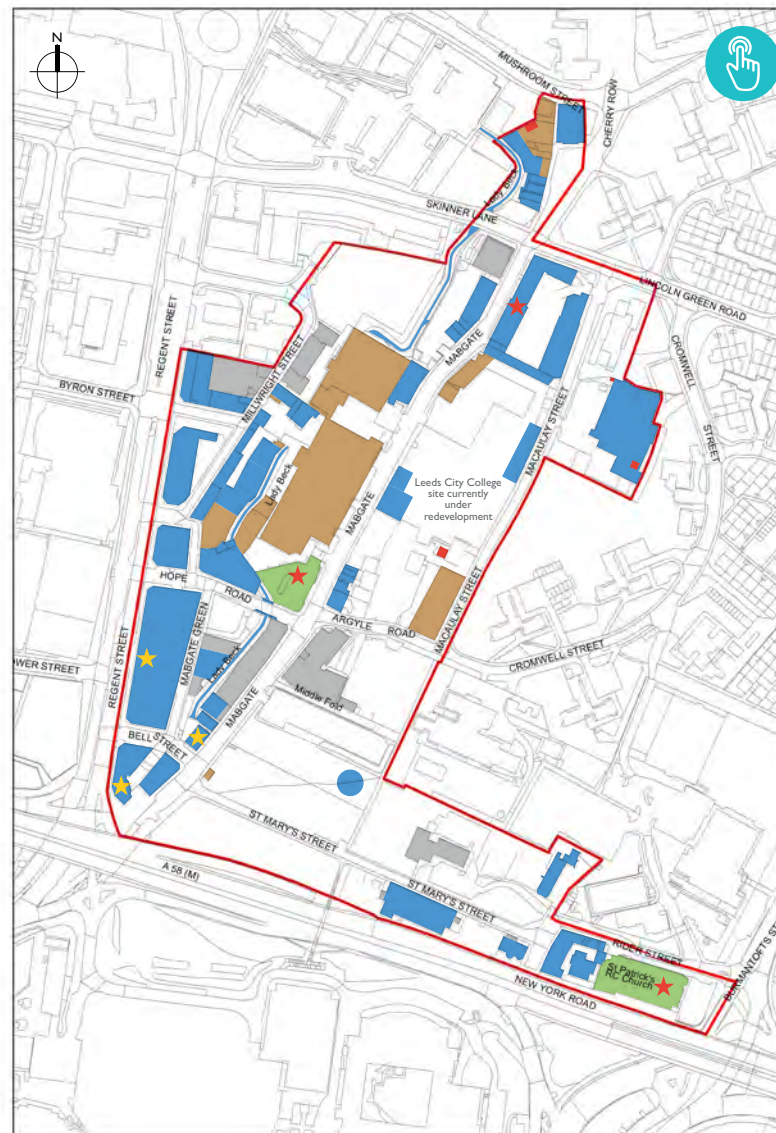 N
MUSHROOM STREET
CHERRY ROW
Lady Beck
SKINNER LANE
LINCOLN GREEN ROAD
REGENT STREET
MABGATE
CROMWELL
STREET
MILLWRIGHT STREET
BYRON STREET
MACAULAY STREET
Lady Beck
MABGATE
Leeds City College
site currently
under
redevelopment
HOPE
ROAD
ARGYLE
ROAD
MACAULAY STREET
CROMWELL STREET
MABGATE GREEN
REGENT STREET
OWER STREET
Lady Beck
MABGATE
Middle Fold
BELL
STREET
ST MARY'S STREET
A 58 (M)
ST MARY'S STREET
RIDER STREET
St Patrick's
RC Church
NEW YORK ROAD
BURMANTOFTS ST